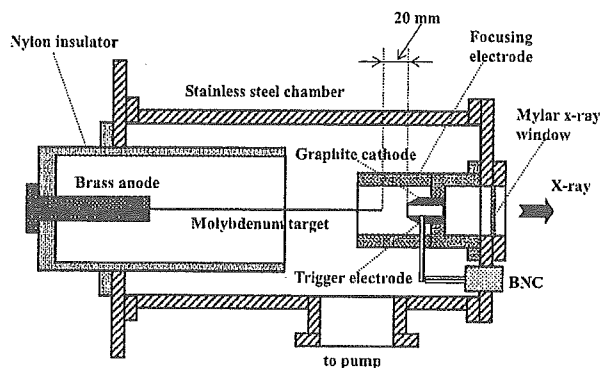 20 mm
Nylon insulator
Focusing
electrode
Stainless steel chamber
Mylar x-ray
window
Graphite cathode
Brass anode
X-ray
Molybdenum target
Trigger electrode
BNC
to pump